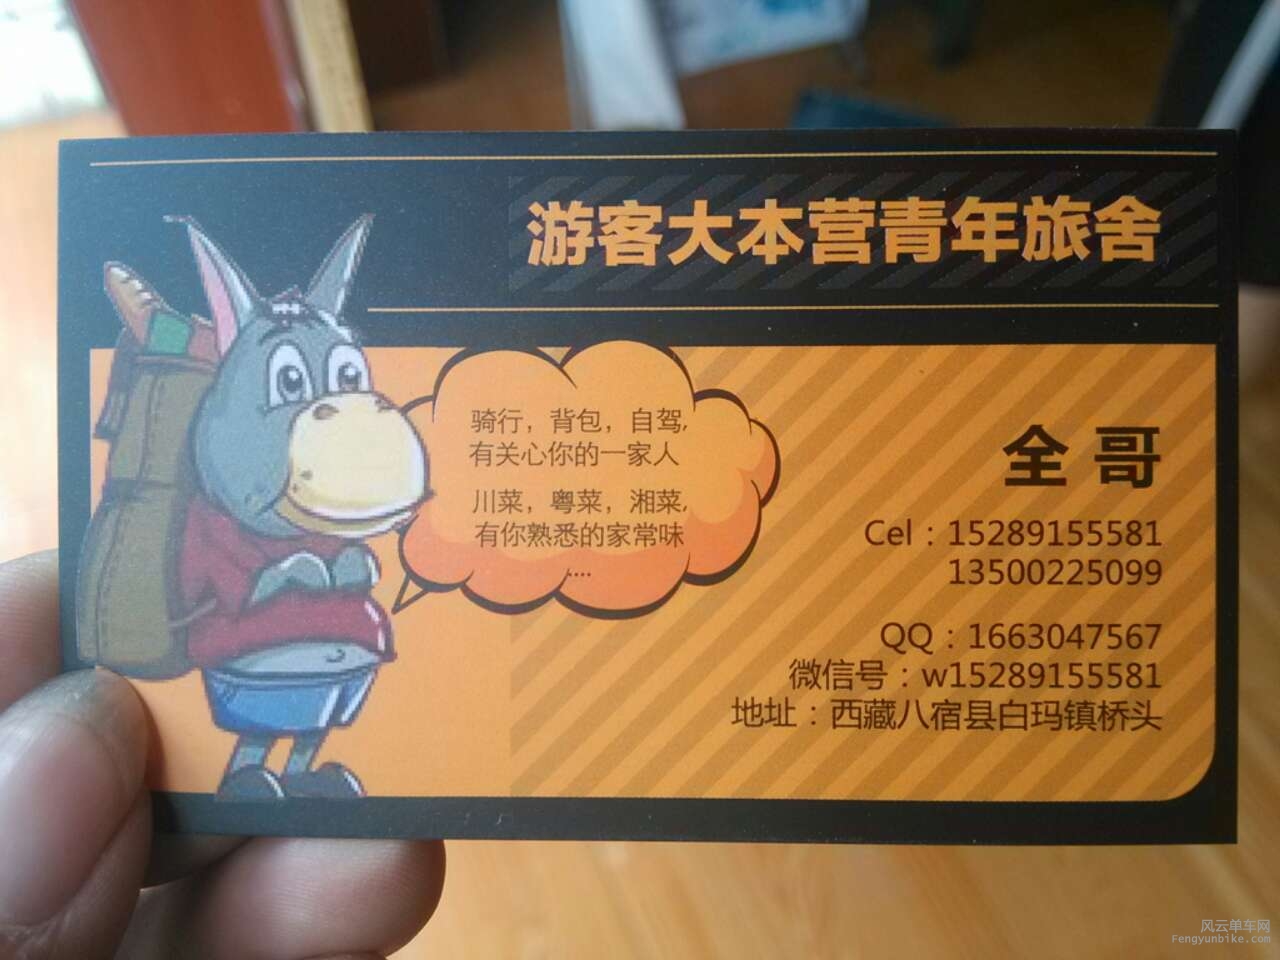 游客大本营青年旅舍
骑行，背包，自驾，
有关心你的一家人
川菜，粤菜，湘菜，
有你熟悉的家常味
....
全哥
Cel：15289155581
13500225099
QQ：1663047567
微信号：w15289155581
地址：西藏八宿县白玛镇桥头
风云单车网
Fengyunbike.com